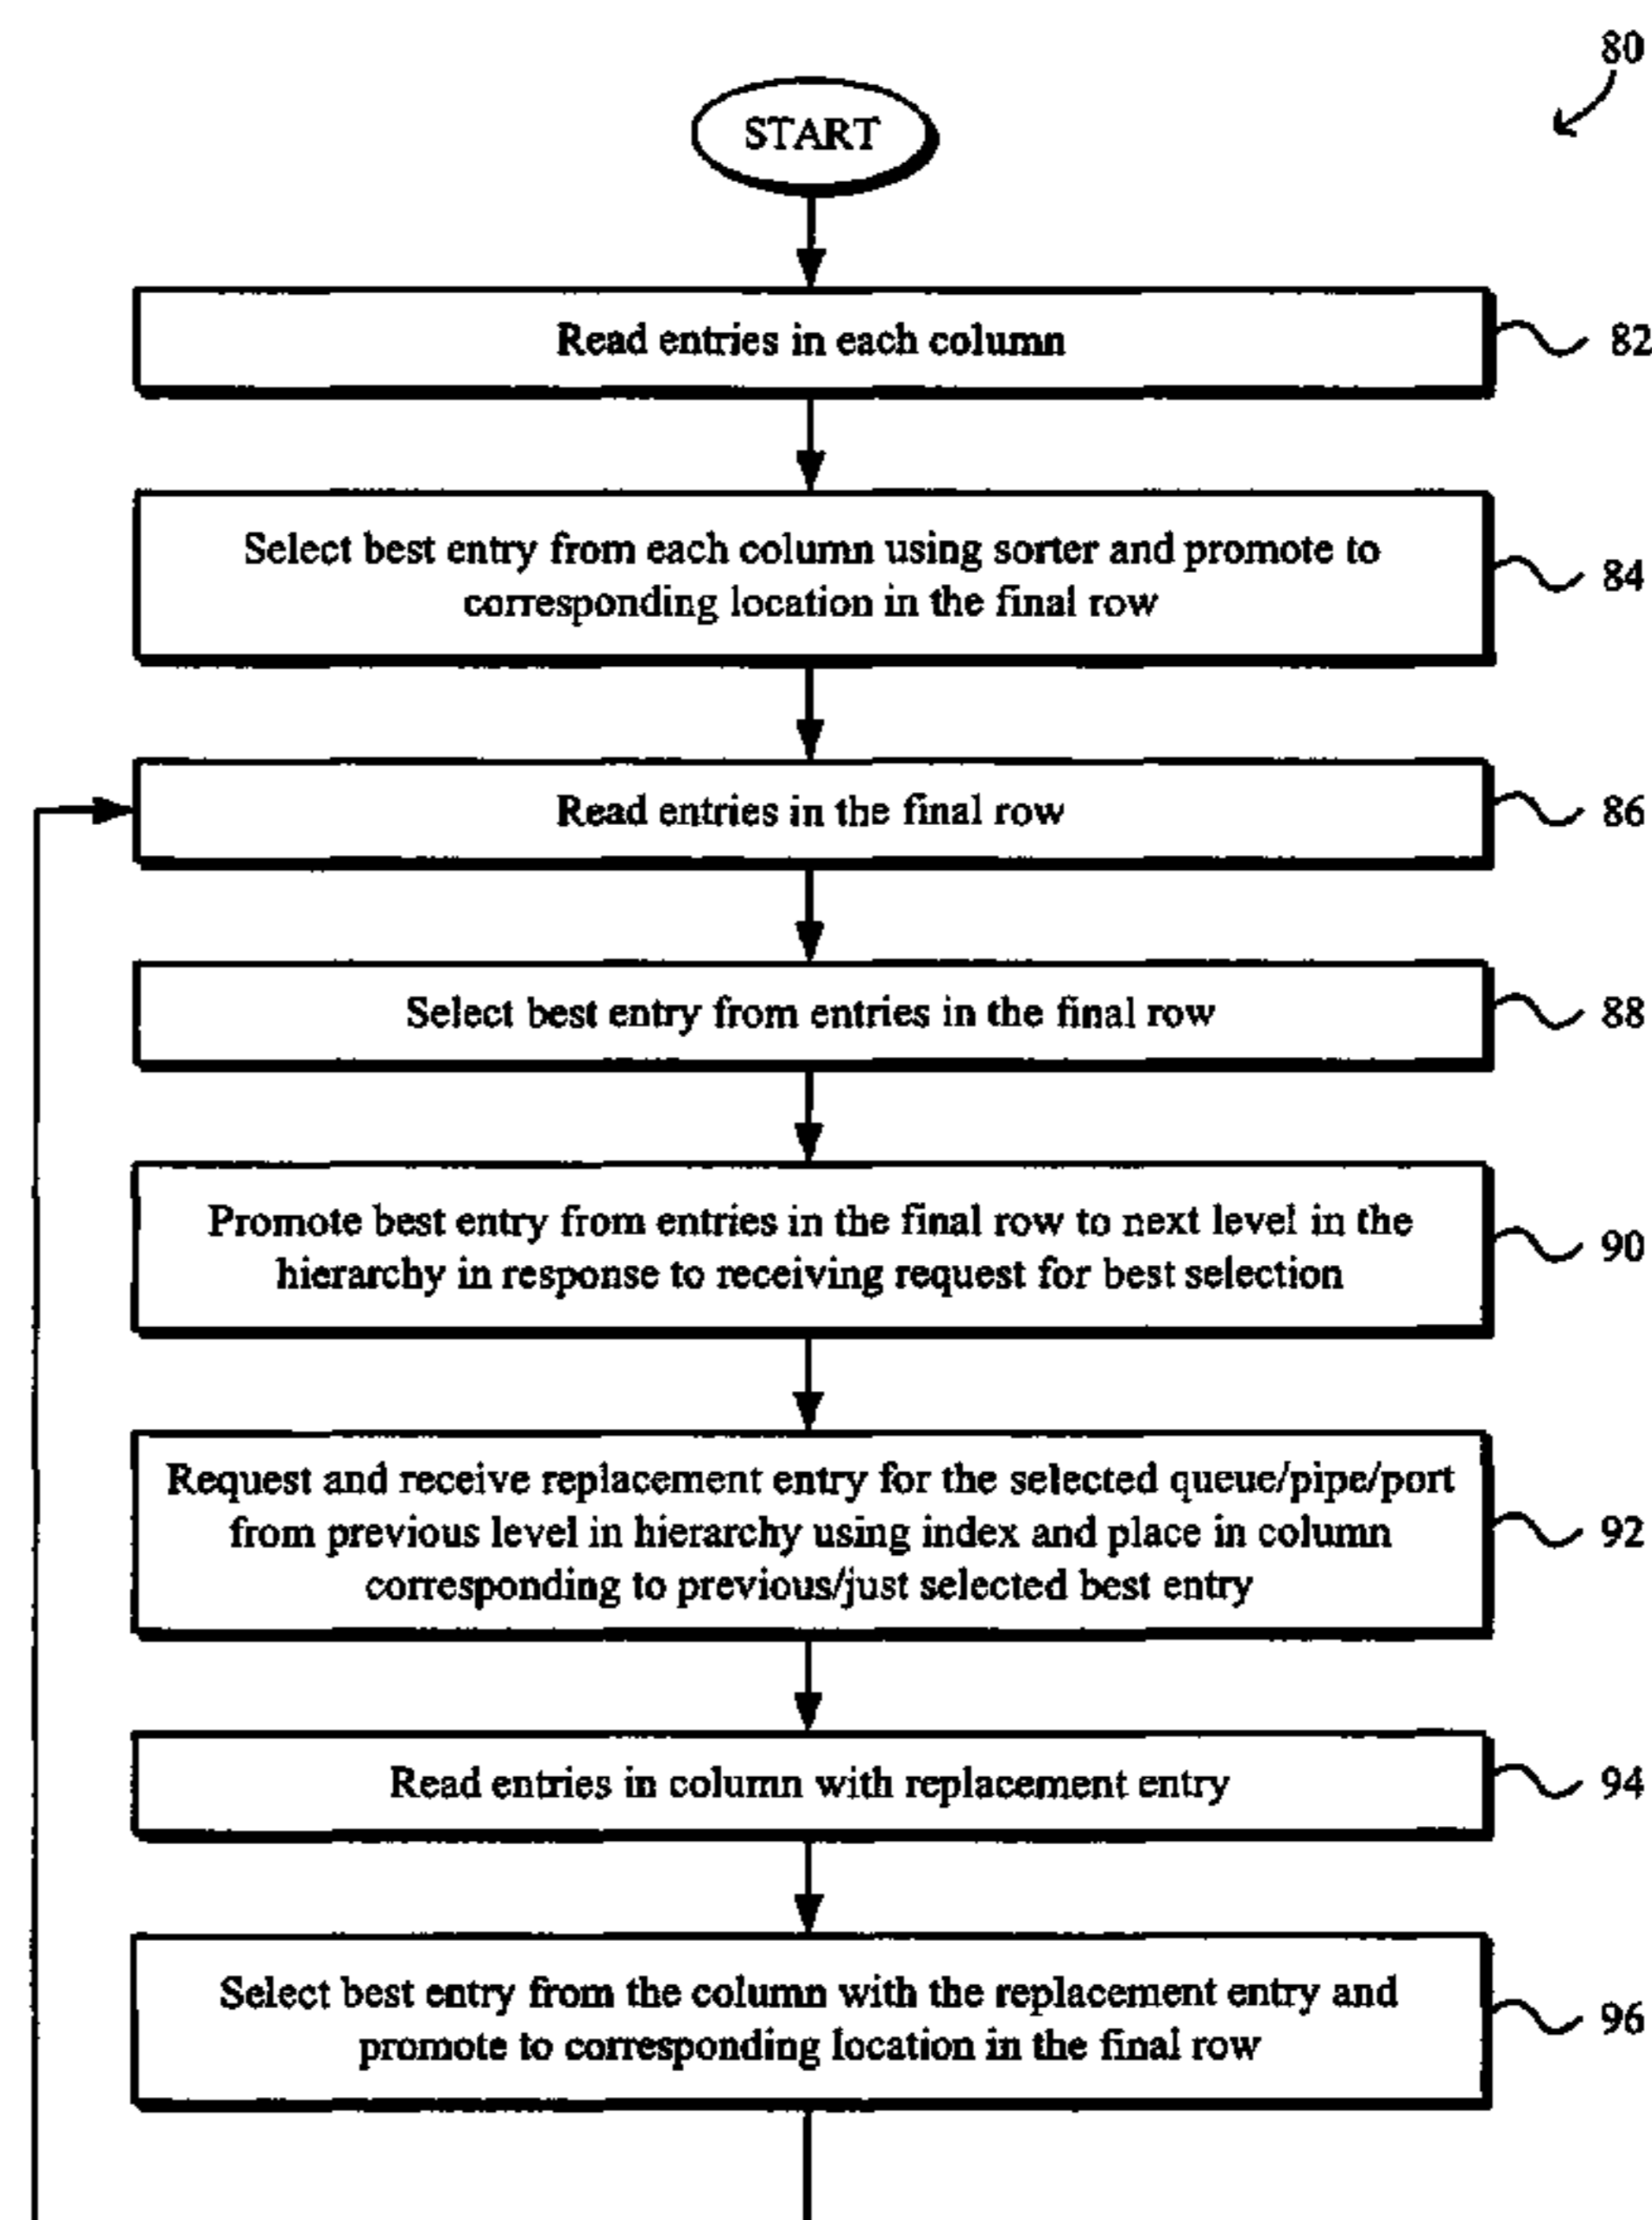 80
START
Read entries in each column
82
Select best entry from each column using sorter and promote to
corresponding location in the final row
84
Read entries in the final row
86
Select best entry from entries in the final row
88
Promote best entry from entries in the final row to next level in the
hierarchy in response to receiving request for best selection
90
Request and receive replacement entry for the selected queue/pipe/port
from previous level in hierarchy using index and place in column
corresponding to previous/just selected best entry
92
Read entries in column with replacement entry
94
Select best entry from the column with the replacement entry and
promote to corresponding location in the final row
96